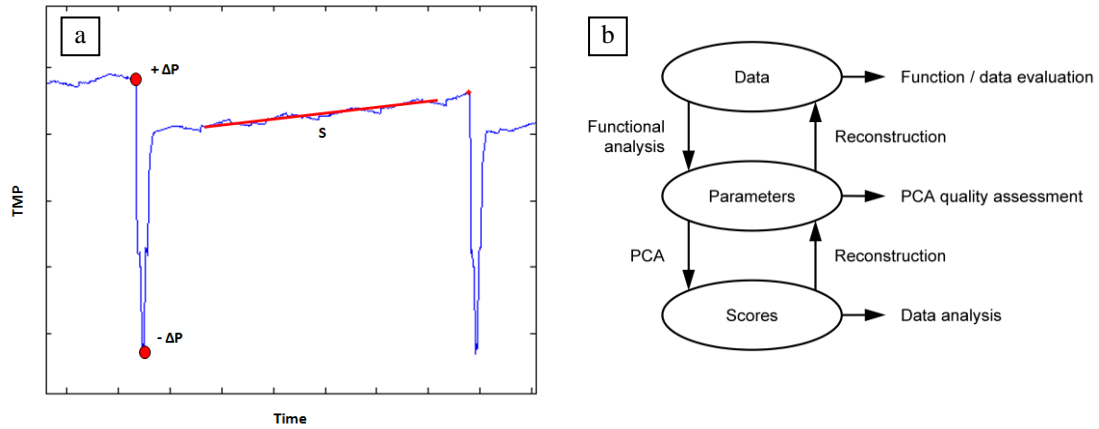 a
+ ΔP
S
TMP
- ΔP
Time
b
Data
Function / data evaluation
Functional
analysis
Reconstruction
Parameters
PCA quality assessment
PCA
Reconstruction
Scores
Data analysis